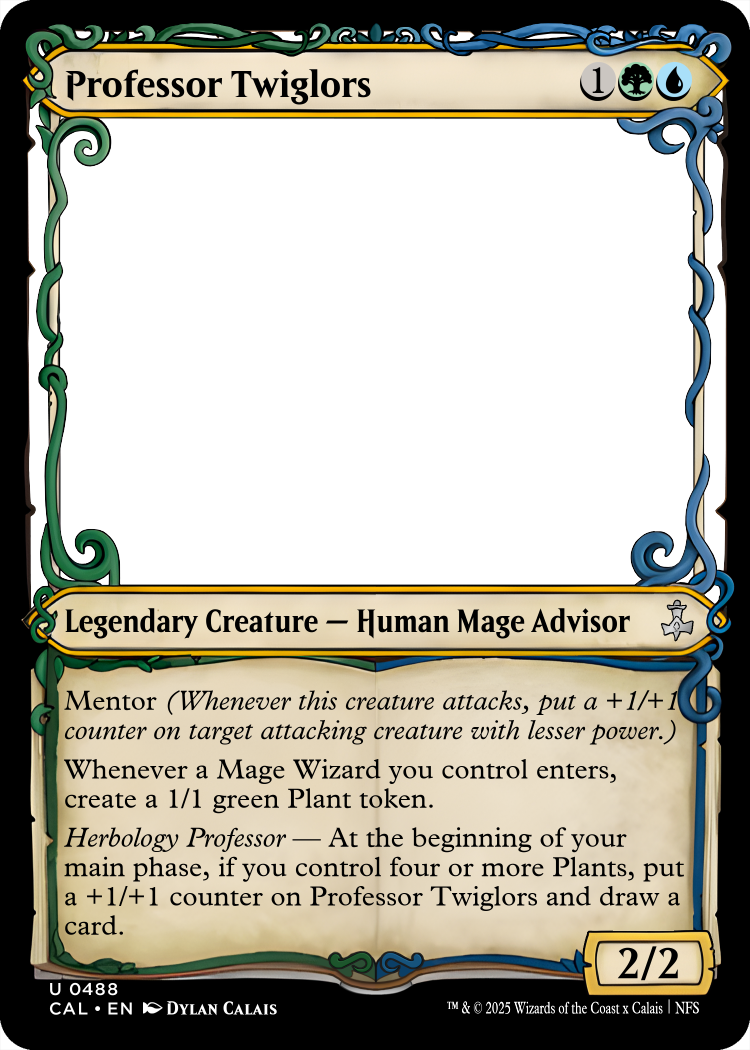 Professor Twiglors 1
Legendary Creature — Human Mage Advisor
Mentor (Whenever this creature attacks, put a +1/+1
counter on target attacking creature with lesser power.)
Whenever a Mage Wizard you control enters,
create a 1/1 green Plant token.
Herbology Professor — At the beginning of your
main phase, if you control four or more Plants, put
a +1/+1 counter on Professor Twiglors and draw a
card.
2/2
U 0488
CAL • EN DYLAN CALAIS ™ & © 2025 Wizards of the Coast x Calais | NFS